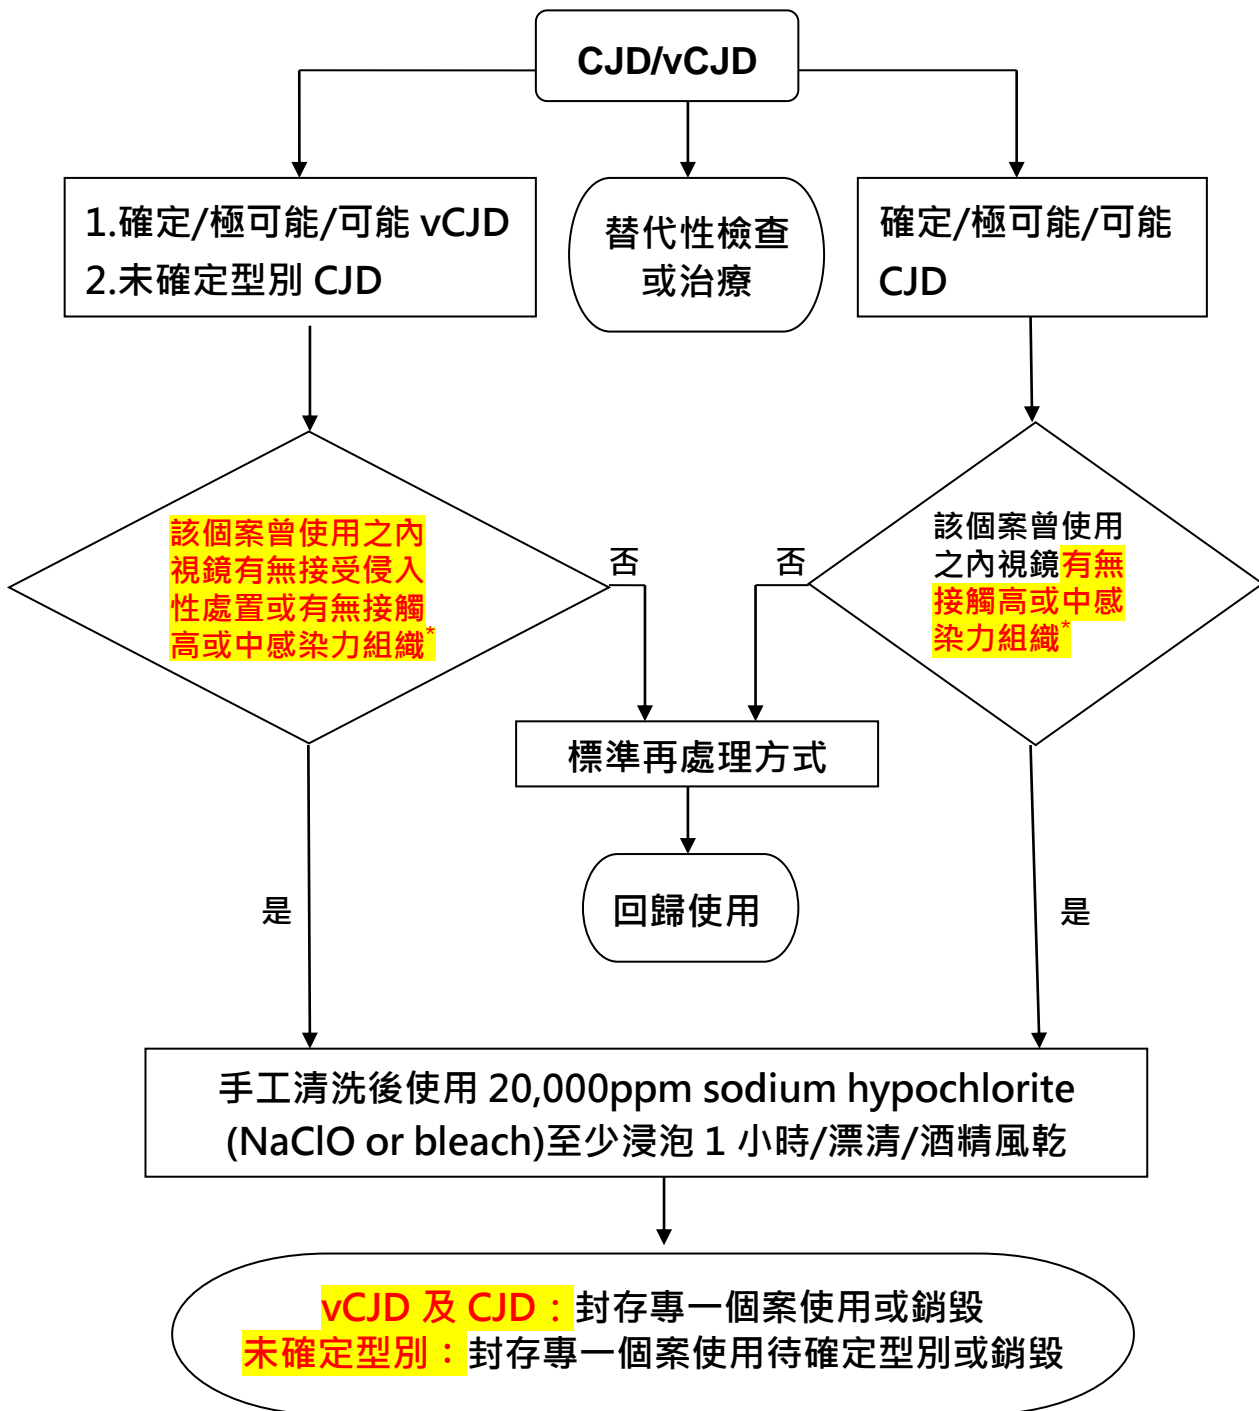 CJD/vCJD
1.確定/極可能/可能 vCJD
2.未確定型別 CJD
替代性檢查
或治療
確定/極可能/可能
CJD
該個案曾使用之內
視鏡有無接受侵入
性處置或有無接觸
高或中感染力組織*
否
否
該個案曾使用
之內視鏡有無
接觸高或中感
染力組織*
標準再處理方式
回歸使用
是
是
手工清洗後使用 20,000ppm sodium hypochlorite
(NaClO or bleach)至少浸泡 1 小時/漂清/酒精風乾
vCJD 及 CJD：封存專一個案使用或銷毀
未確定型別：封存專一個案使用待確定型別或銷毀